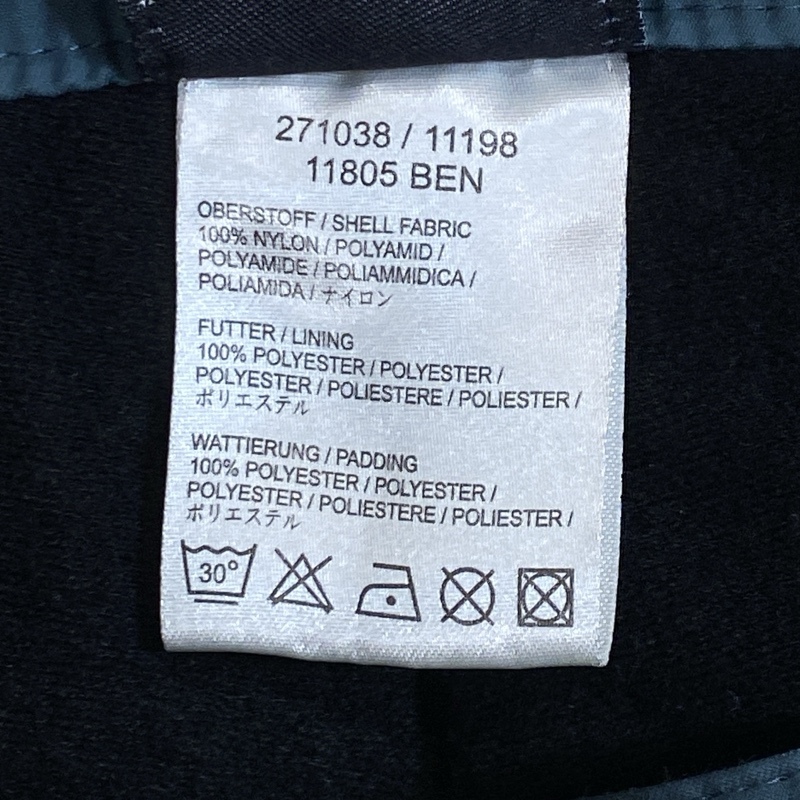 271038 / 11198
11805 BEN
OBERSTOFF / SHELL FABRIC
100% NYLON / POLYAMID /
POLYAMIDE / POLIAMMIDICA /
POLIAMIDA / ナイロン
FUTTER / LINING
100% POLYESTER / POLYESTER /
POLYESTER / POLIESTERE / POLIESTER /
ポリエステル
WATTIERUNG / PADDING
100% POLYESTER / POLYESTER /
POLYESTER / POLIESTERE / POLIESTER /
ポリエステル
30°